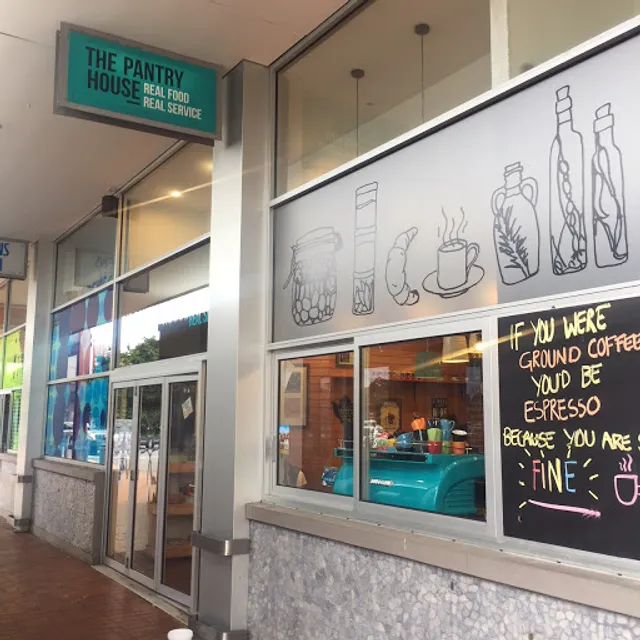 THE PANTRY
HOUSE
REAL FOOD
REAL SERVICE
IF YOU WERE
GROUND COFFEE
YOU'D BE
ESPRESSO
BECAUSE YOU ARE
FINE